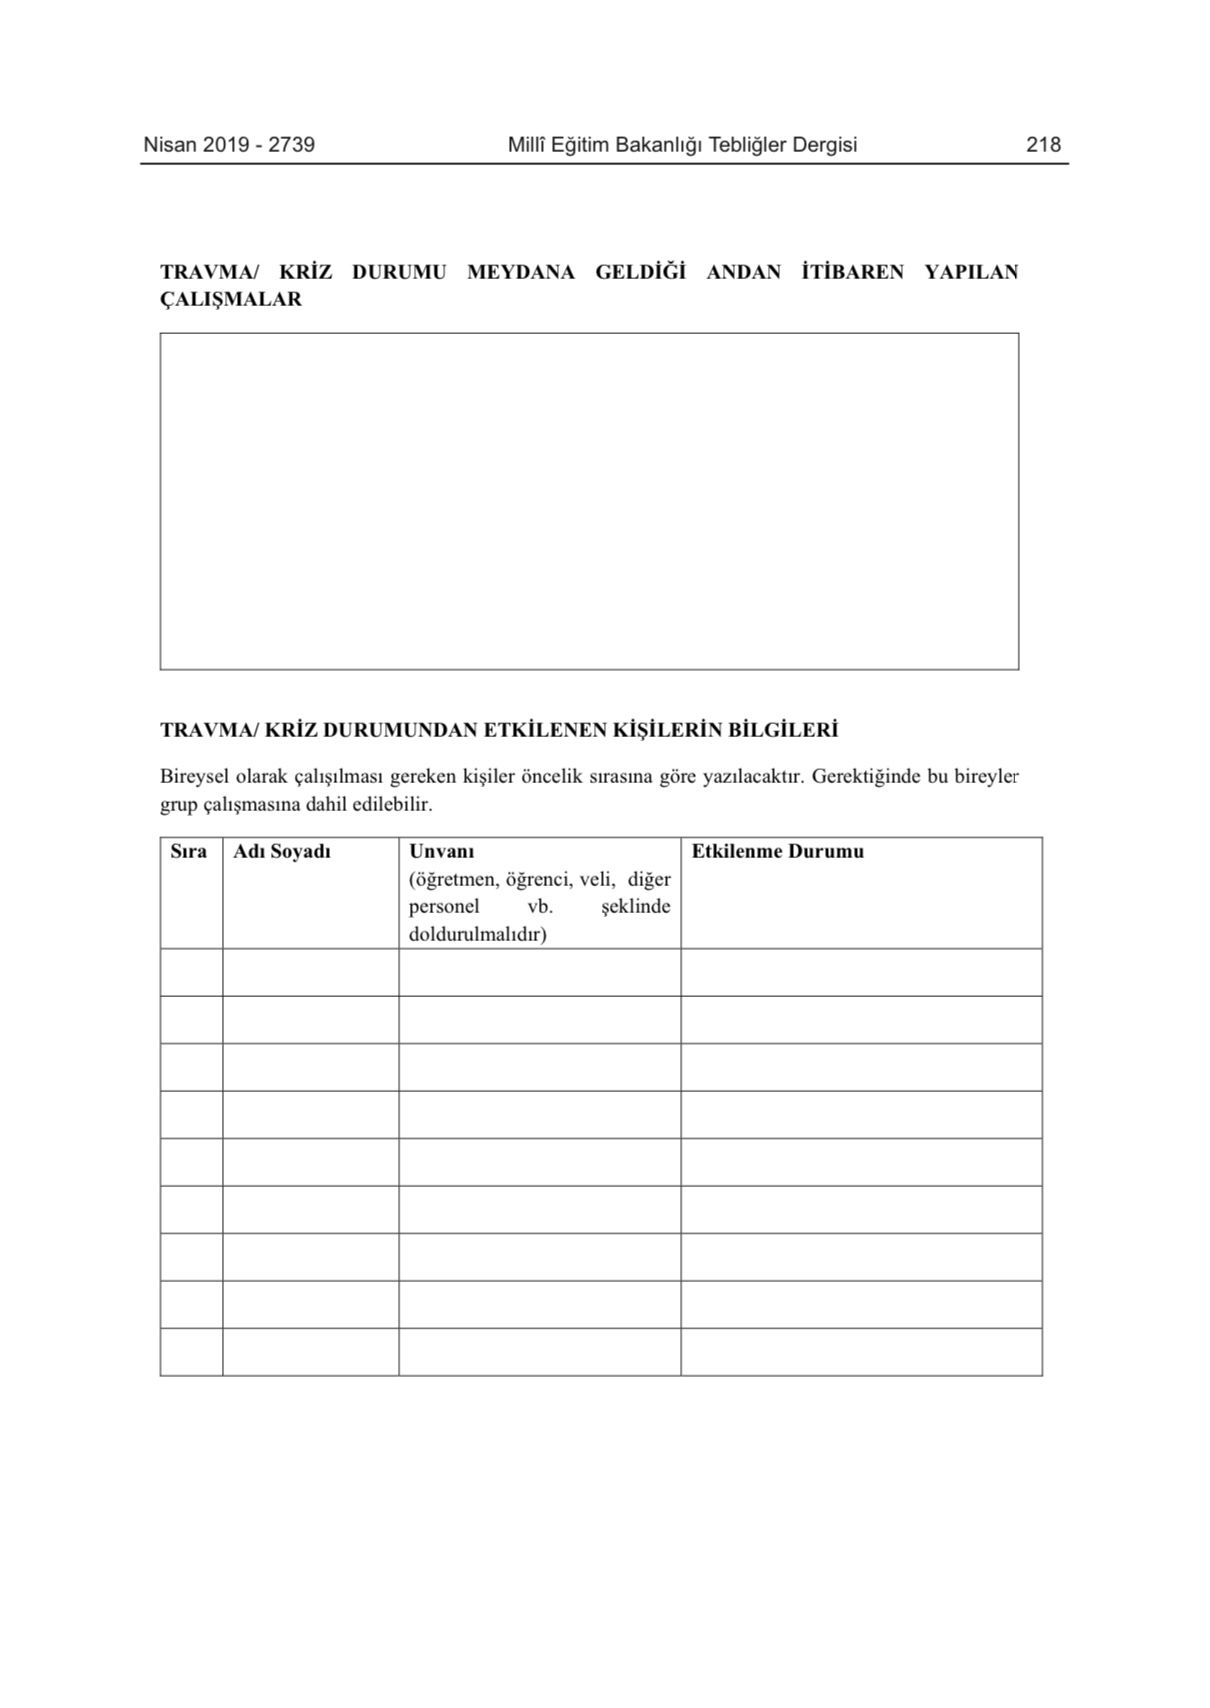 Nisan 2019 - 2739 Millî Eğitim Bakanlığı Tebliğler Dergisi 218
TRAVMA/ KRİZ DURUMU MEYDANA GELDİĞİ ANDAN İTİBAREN YAPILAN
ÇALIŞMALAR
TRAVMA/ KRİZ DURUMUNDAN ETKİLENEN KİŞİLERİN BİLGİLERİ
Bireysel olarak çalışılması gereken kişiler öncelik sırasına göre yazılacaktır. Gerektiğinde bu bireyler
grup çalışmasına dahil edilebilir.
Sıra Adı Soyadı Unvanı Etkilenme Durumu
(öğretmen, öğrenci, veli, diğer
personel vb. şeklinde
doldurulmalıdır)